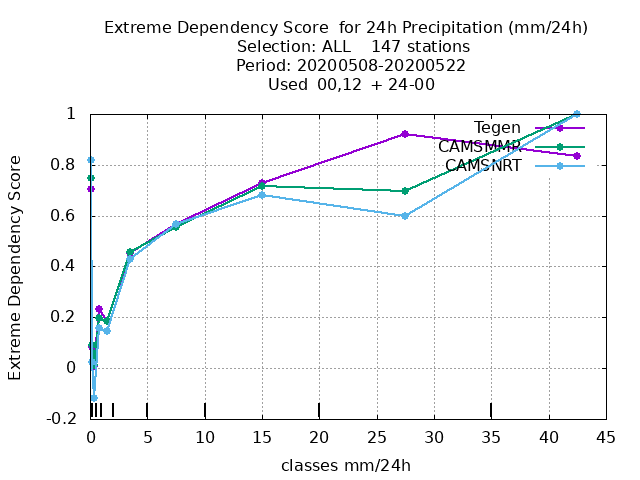 Extreme Dependency Score  for 24h Precipitation (mm/24h)
Selection: ALL    147 stations
Period: 20200508-20200522
Used  00,12  + 24-00
Extreme Dependency Score
1
0.8
0.6
0.4
0.2
0
-0.2
Tegen
CAMSMMP
CAMSNRT
0 5 10 15 20 25 30 35 40 45
classes mm/24h